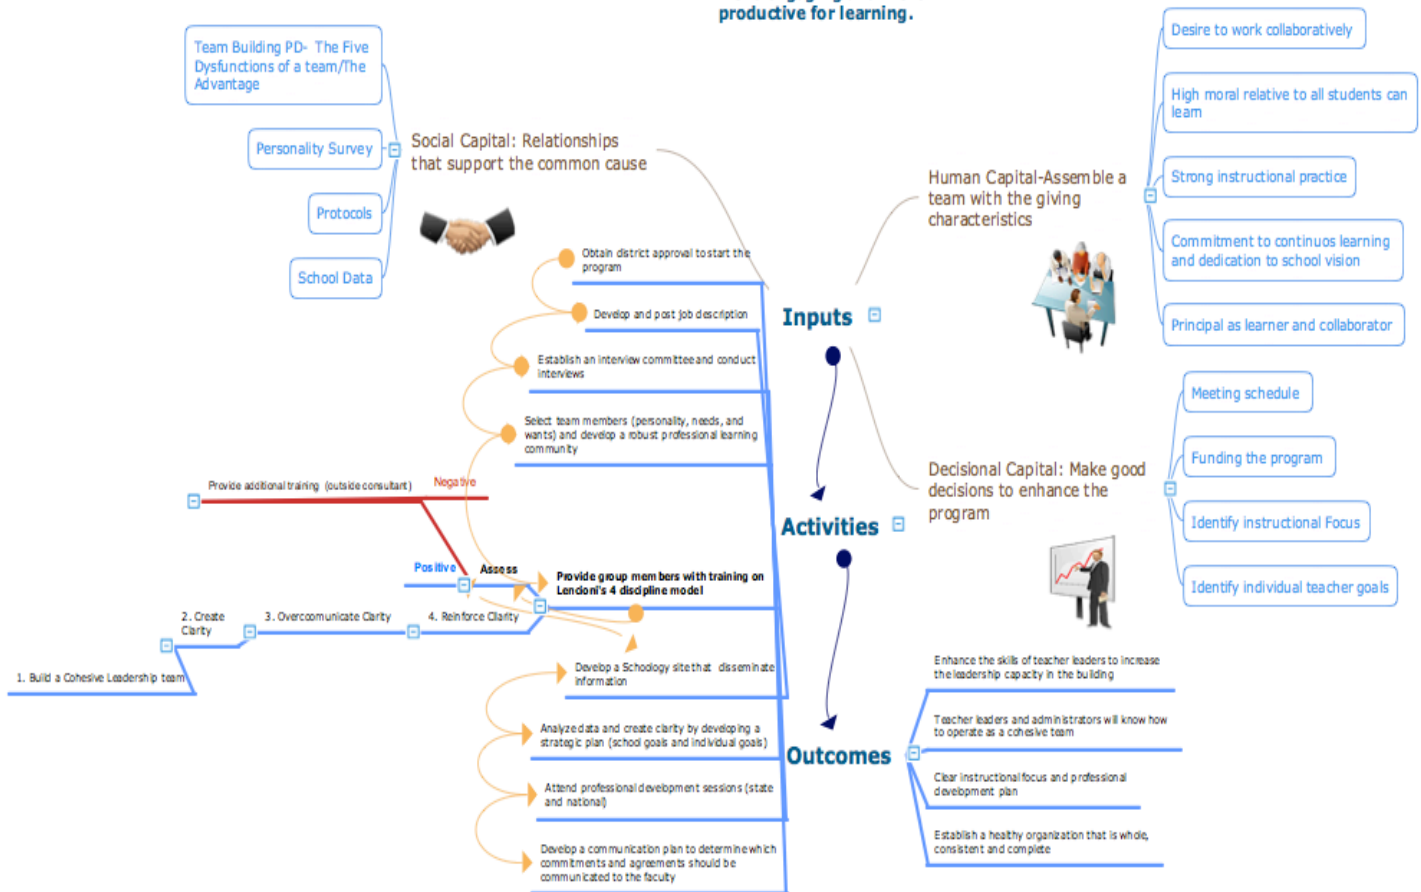 productive for learning.
Team Building PD- The Five
Dysfunctions of a team/The
Advantage
Personality Survey
Protocols
School Data
Social Capital: Relationships
that support the common cause
Human Capital-Assemble a
team with the giving
characteristics
Desire to work collaboratively
High moral relative to all students can
learn
Strong instructional practice
Commitment to continuos learning
and dedication to school vision
Principal as learner and collaborator
Inputs
Decisional Capital: Make good
decisions to enhance the
program
Meeting schedule
Funding the program
Identify instructional Focus
Identify individual teacher goals
Activities
Obtain district approval to start the
program
Develop and post job description
Establish an interview committee and conduct
interviews
Select team members (personality, needs, and
wants) and develop a robust professional learning
community
Provide group members with training on
Lencioni's 4 discipline model
Assess
Positive
Negative
Provide additional training (outside consultant)
4. Reinforce Clarity
3. Overcomunicate Clarity
2. Create
Clarity
1. Build a Cohesive Leadership team
Develop a Schoology site that disseminate
information
Analyze data and create clarity by developing a
strategic plan (school goals and individual goals)
Attend professional development sessions (state
and national)
Develop a communication plan to determine which
commitments and agreements should be
communicated to the faculty
Outcomes
Enhance the skills of teacher leaders to increase
the leadership capacity in the building
Teacher leaders and administrators will know how
to operate as a cohesive team
Clear instructional focus and professional
development plan
Establish a healthy organization that is whole,
consistent and complete